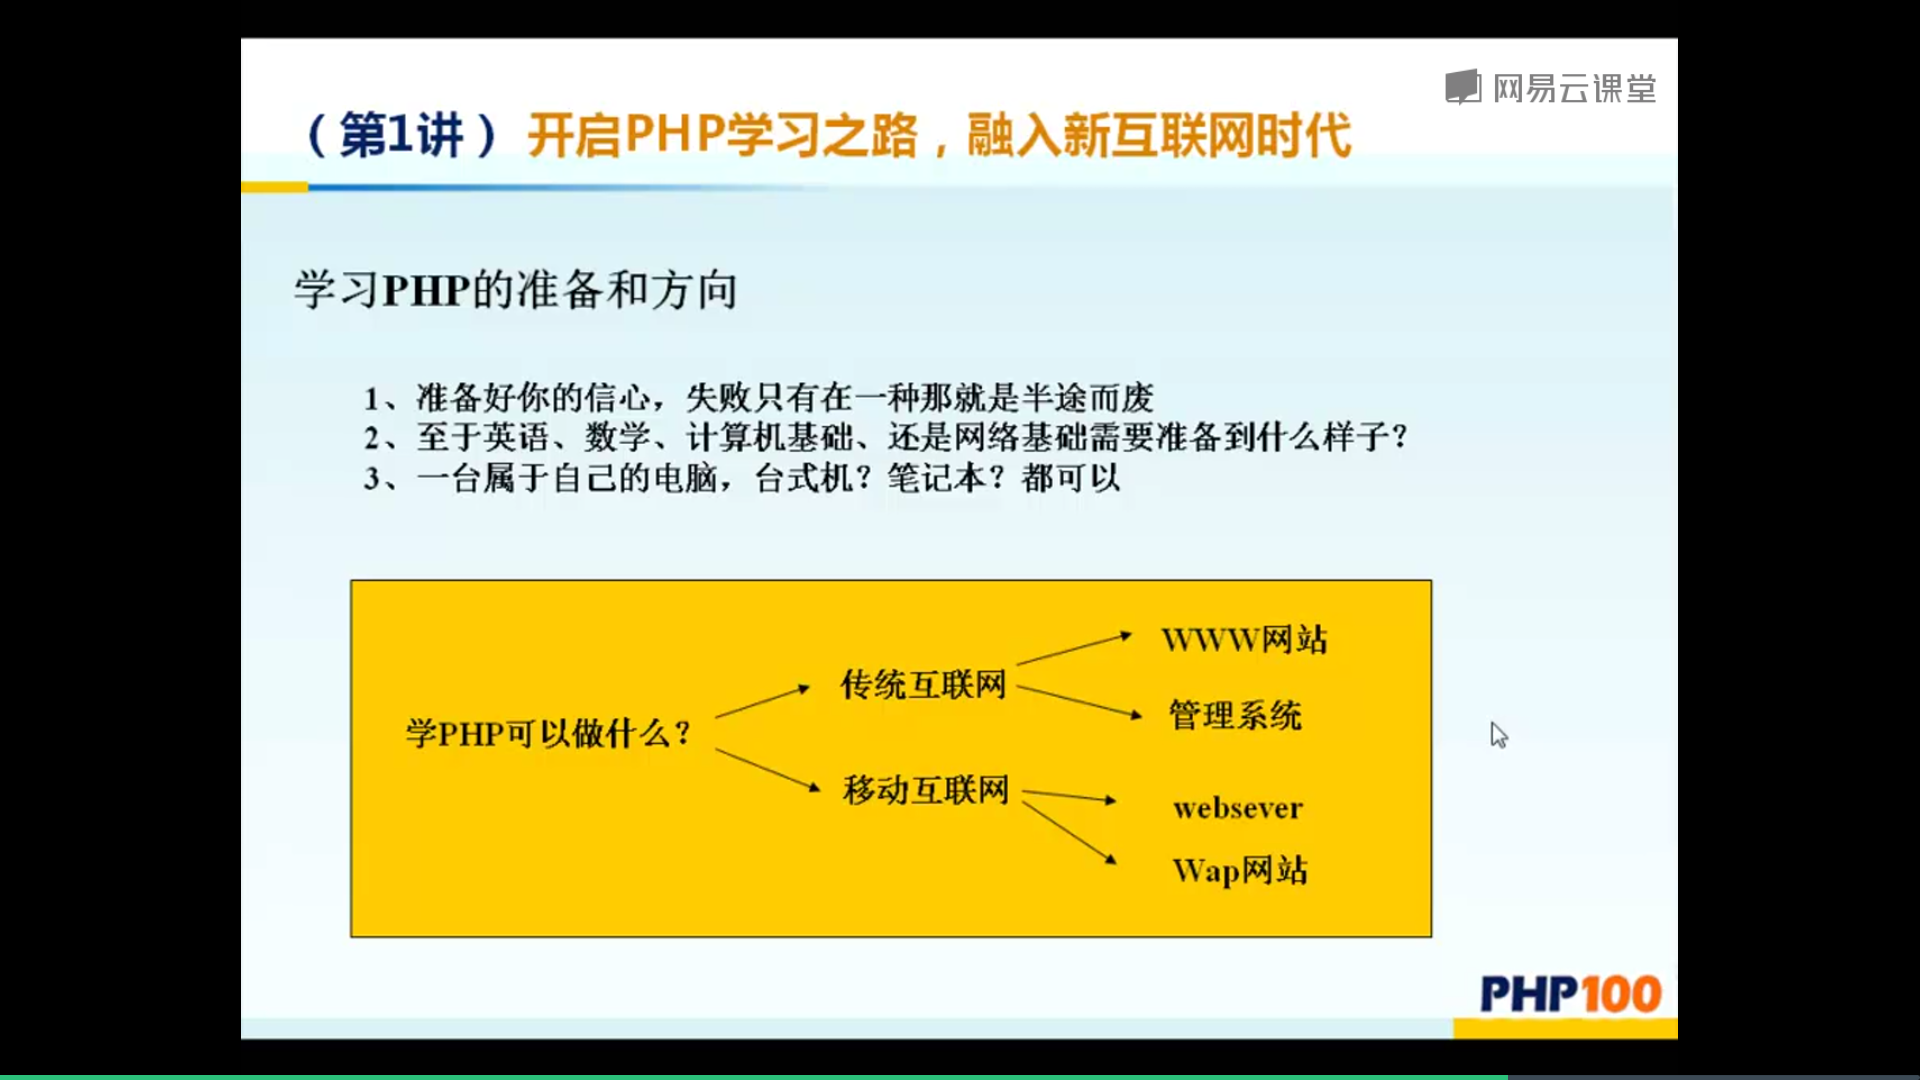 网易云课堂
（第1讲）开启PHP学习之路，融入新互联网时代
学习PHP的准备和方向
1、准备好你的信心，失败只有在一种那就是半途而废
2、至于英语、数学、计算机基础、还是网络基础需要准备到什么样子？
3、一台属于自己的电脑，台式机？笔记本？都可以
学PHP可以做什么？
传统互联网
WWW网站
管理系统
移动互联网
websever
Wap网站
PHP100